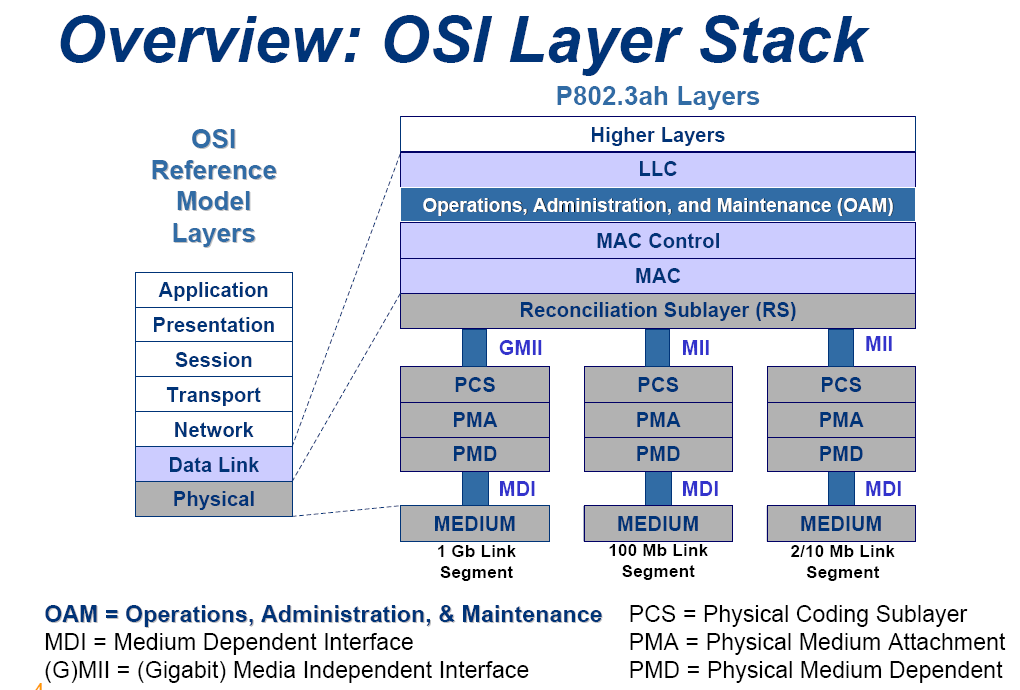 Overview: OSI Layer Stack
P802.3ah Layers
OSI
Reference
Model
Layers
Application
Presentation
Session
Transport
Network
Data Link
Physical
Higher Layers
LLC
Operations, Administration, and Maintenance (OAM)
MAC Control
MAC
Reconciliation Sublayer (RS)
GMII
MII
MII
PCS
PCS
PCS
PMA
PMA
PMA
PMD
PMD
PMD
MDI
MDI
MDI
MEDIUM
MEDIUM
MEDIUM
1 Gb Link
Segment
100 Mb Link
Segment
2/10 Mb Link
Segment
OAM = Operations, Administration, & Maintenance
MDI = Medium Dependent Interface
(G)MII = (Gigabit) Media Independent Interface
PCS = Physical Coding Sublayer
PMA = Physical Medium Attachment
PMD = Physical Medium Dependent